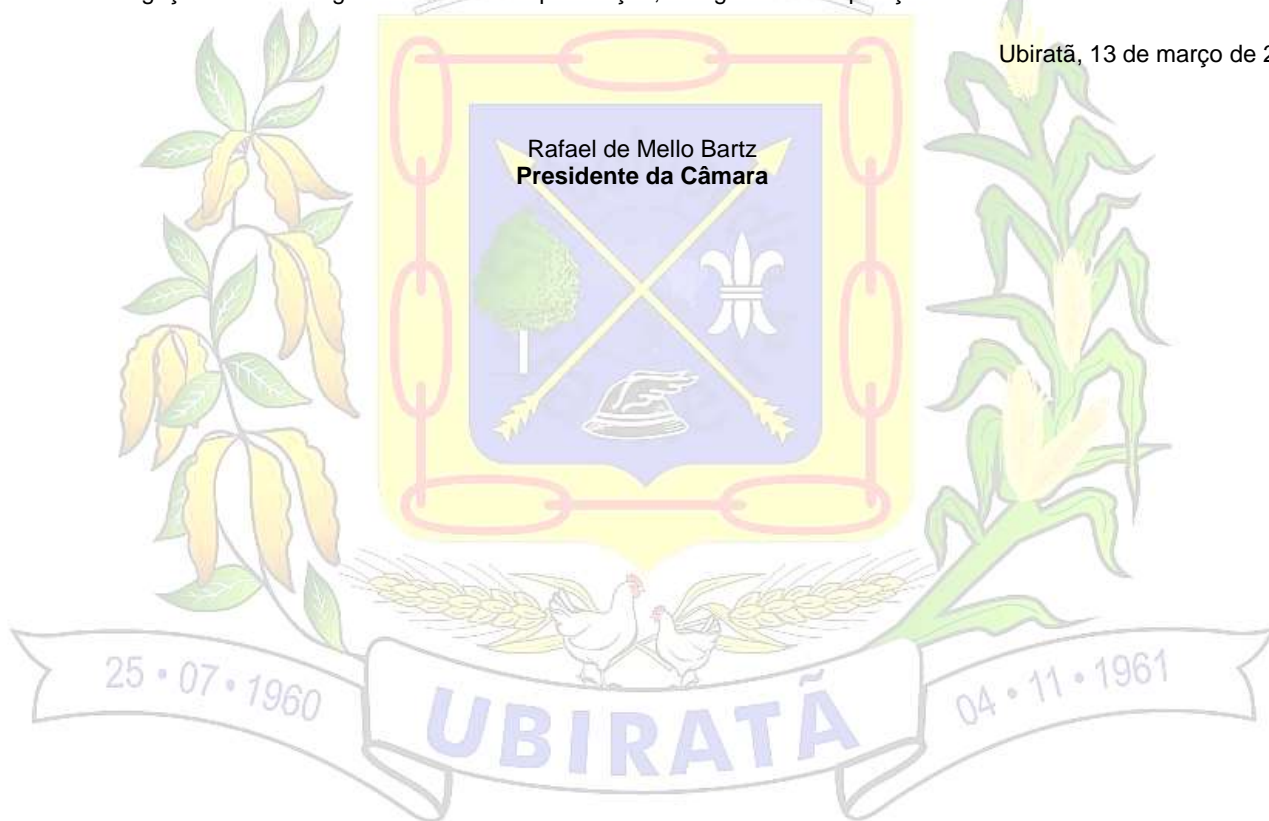 Ubiratã, 13 de março de 2
Rafael de Mello Bartz
Presidente da Câmara
25 • 07 • 1960
UBIRATÃ
04 • 11 • 1961